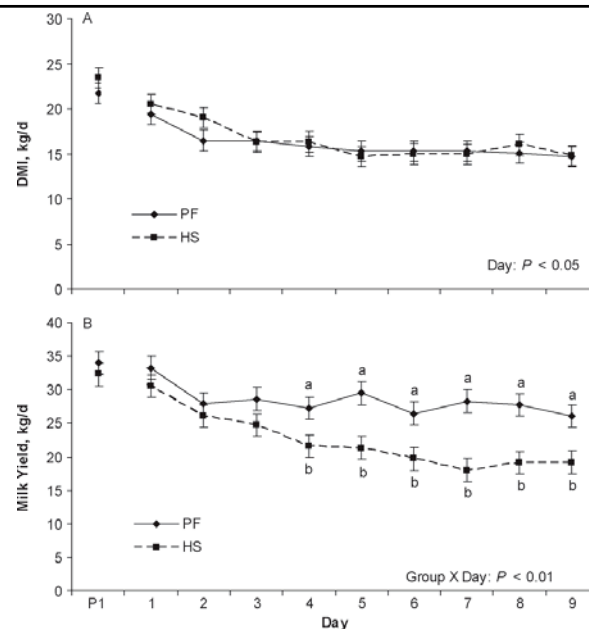 A
30
25
20
15
10
5
0
DMI, kg/d
PF
HS
Day: P < 0.05
B
40
35
30
25
20
15
10
5
0
Milk Yield, kg/d
a a a a a a
b b b b b b
PF
HS
Group X Day: P < 0.01
P1 1 2 3 4 5 6 7 8 9
Day